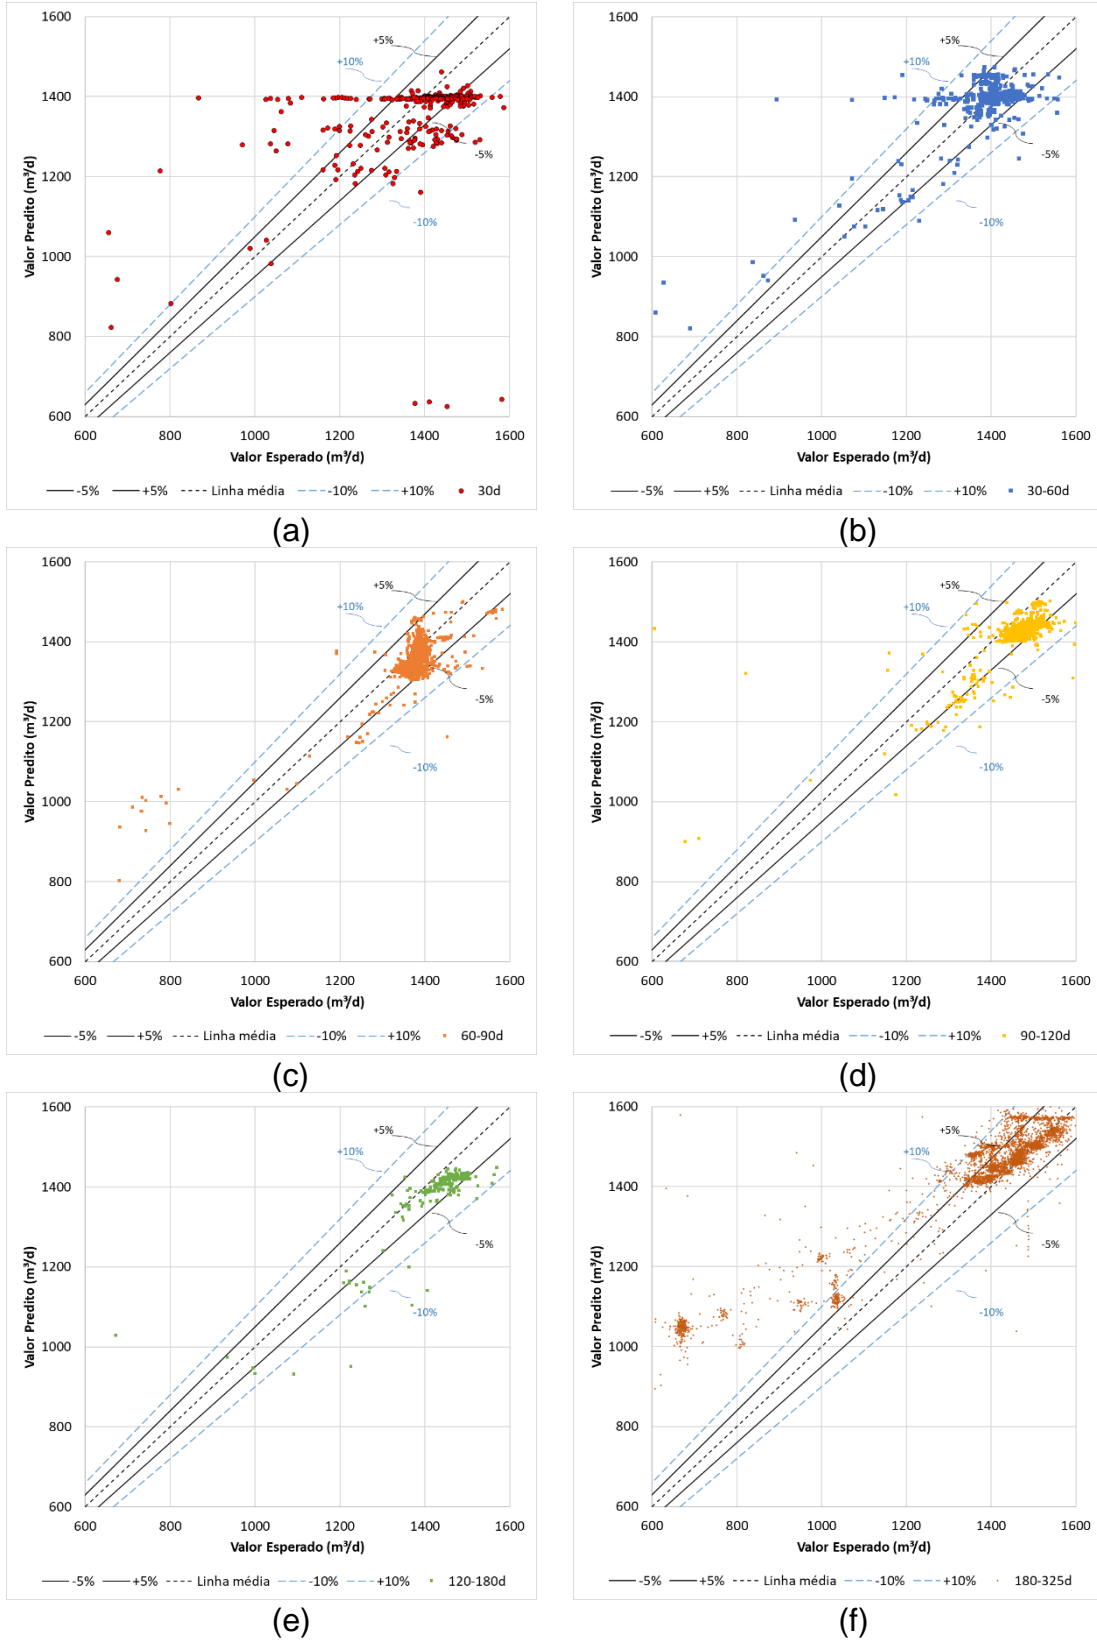 1600
1400
1200
1000
800
600
Valor Predito (m³/d)
+5%
+10%
-5%
-10%
600 800 1000 1200 1400 1600
Valor Esperado (m³/d)
-5% +5% Linha média -10% +10% 30d
(a)
1600
1400
1200
1000
800
600
Valor Predito (m³/d)
+5%
+10%
-5%
-10%
600 800 1000 1200 1400 1600
Valor Esperado (m³/d)
-5% +5% Linha média -10% +10% 30-60d
(b)
1600
1400
1200
1000
800
600
Valor Predito (m³/d)
+5%
+10%
-5%
-10%
600 800 1000 1200 1400 1600
Valor Esperado (m³/d)
-5% +5% Linha média -10% +10% 60-90d
(c)
1600
1400
1200
1000
800
600
Valor Predito (m³/d)
+5%
+10%
-5%
-10%
600 800 1000 1200 1400 1600
Valor Esperado (m³/d)
-5% +5% Linha média -10% +10% 90-120d
(d)
1600
1400
1200
1000
800
600
Valor Predito (m³/d)
+5%
+10%
-5%
-10%
600 800 1000 1200 1400 1600
Valor Esperado (m³/d)
-5% +5% Linha média -10% +10% 120-180d
(e)
1600
1400
1200
1000
800
600
Valor Predito (m³/d)
+5%
+10%
-5%
-10%
600 800 1000 1200 1400 1600
Valor Esperado (m³/d)
-5% +5% Linha média -10% +10% 180-325d
(f)